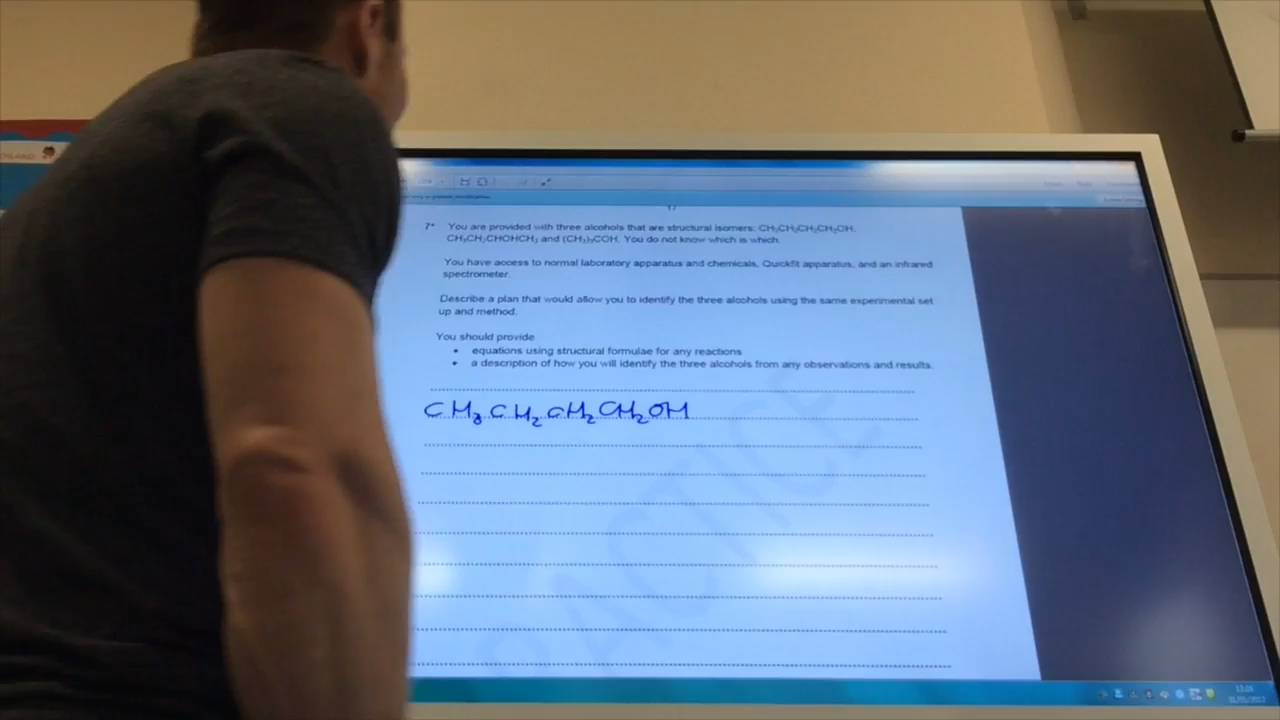 7* You are provided with three alcohols that are structural isomers: CH₃CH₂CH₂CH₂OH,
CH₃CH₂CHOHCH₃ and (CH₃)₃COH. You do not know which is which.
You have access to normal laboratory apparatus and chemicals, Quickfit apparatus, and an infrared
spectrometer.
Describe a plan that would allow you to identify the three alcohols using the same experimental set
up and method.
You should provide
• equations using structural formulae for any reactions
• a description of how you will identify the three alcohols from any observations and results.
CH₃CH₂CH₂CH₂OH
PRACTICE